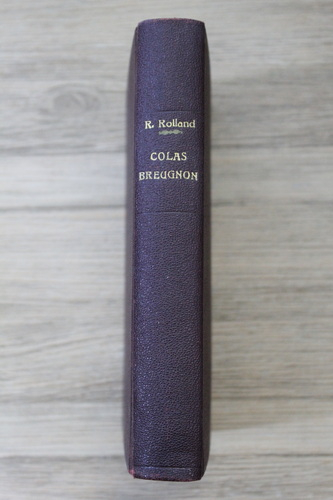 R. Rolland
COLAS
BREUGNON